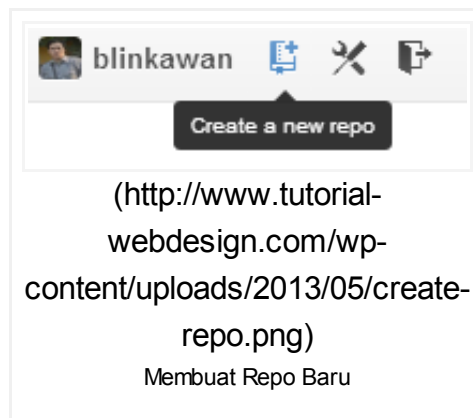 blinkawan
Create a new repo
(http://www.tutorial-
webdesign.com/wp-
content/uploads/2013/05/create-
repo.png)
Membuat Repo Baru